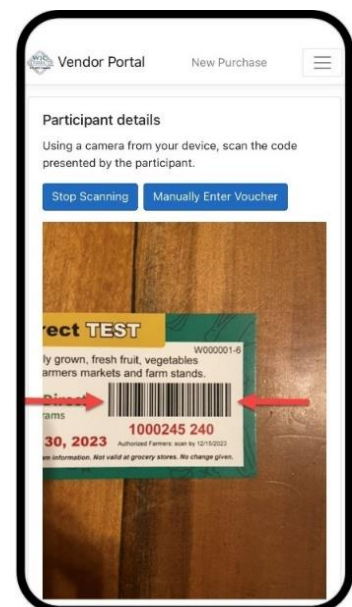 Vendor Portal
New Purchase
Participant details
Using a camera from your device, scan the code
presented by the participant.
Stop Scanning
Manually Enter Voucher
rect TEST
W000001-6
ly grown, fresh fruit, vegetables
armers markets and farm stands.
Direct
rams
1000245 240
30, 2023
Authorized Farmers: scan by 12/15/2023
information. Not valid at grocery stores. No change given.